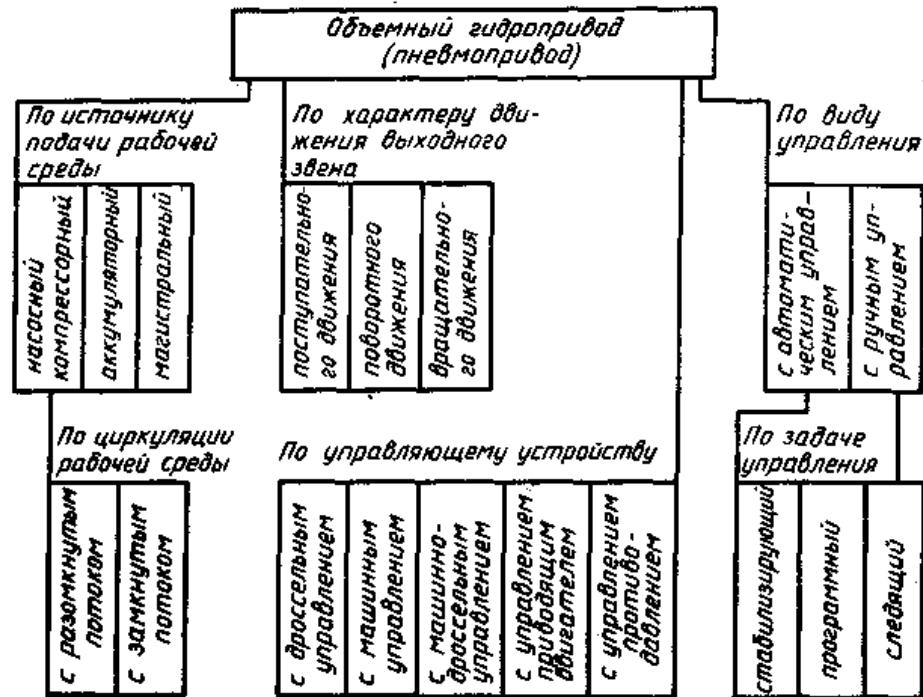 Объемный гидропривод
(пневмопривод)
По источнику
подачи рабочей
среды
По характеру дви-
жения выходного
звена
По виду
управления
насосный
компрессорный
аккумуляторный
магистральный
поступательно-
го движения
поворотного
движения
вращательно-
го движения
с автомати-
ческим управ-
лением
с ручным уп-
равлением
По циркуляции
рабочей среды
По управляющему устройству
По задаче
управления
с разомкнутым
потоком
с замкнутым
потоком
с дроссельным
управлением
с машинным
управлением
с машинно-
дроссельным
управлением
с управлением
приводящим
двигателем
с управлением
противо-
давлением
стабилизирующий
программный
следящий